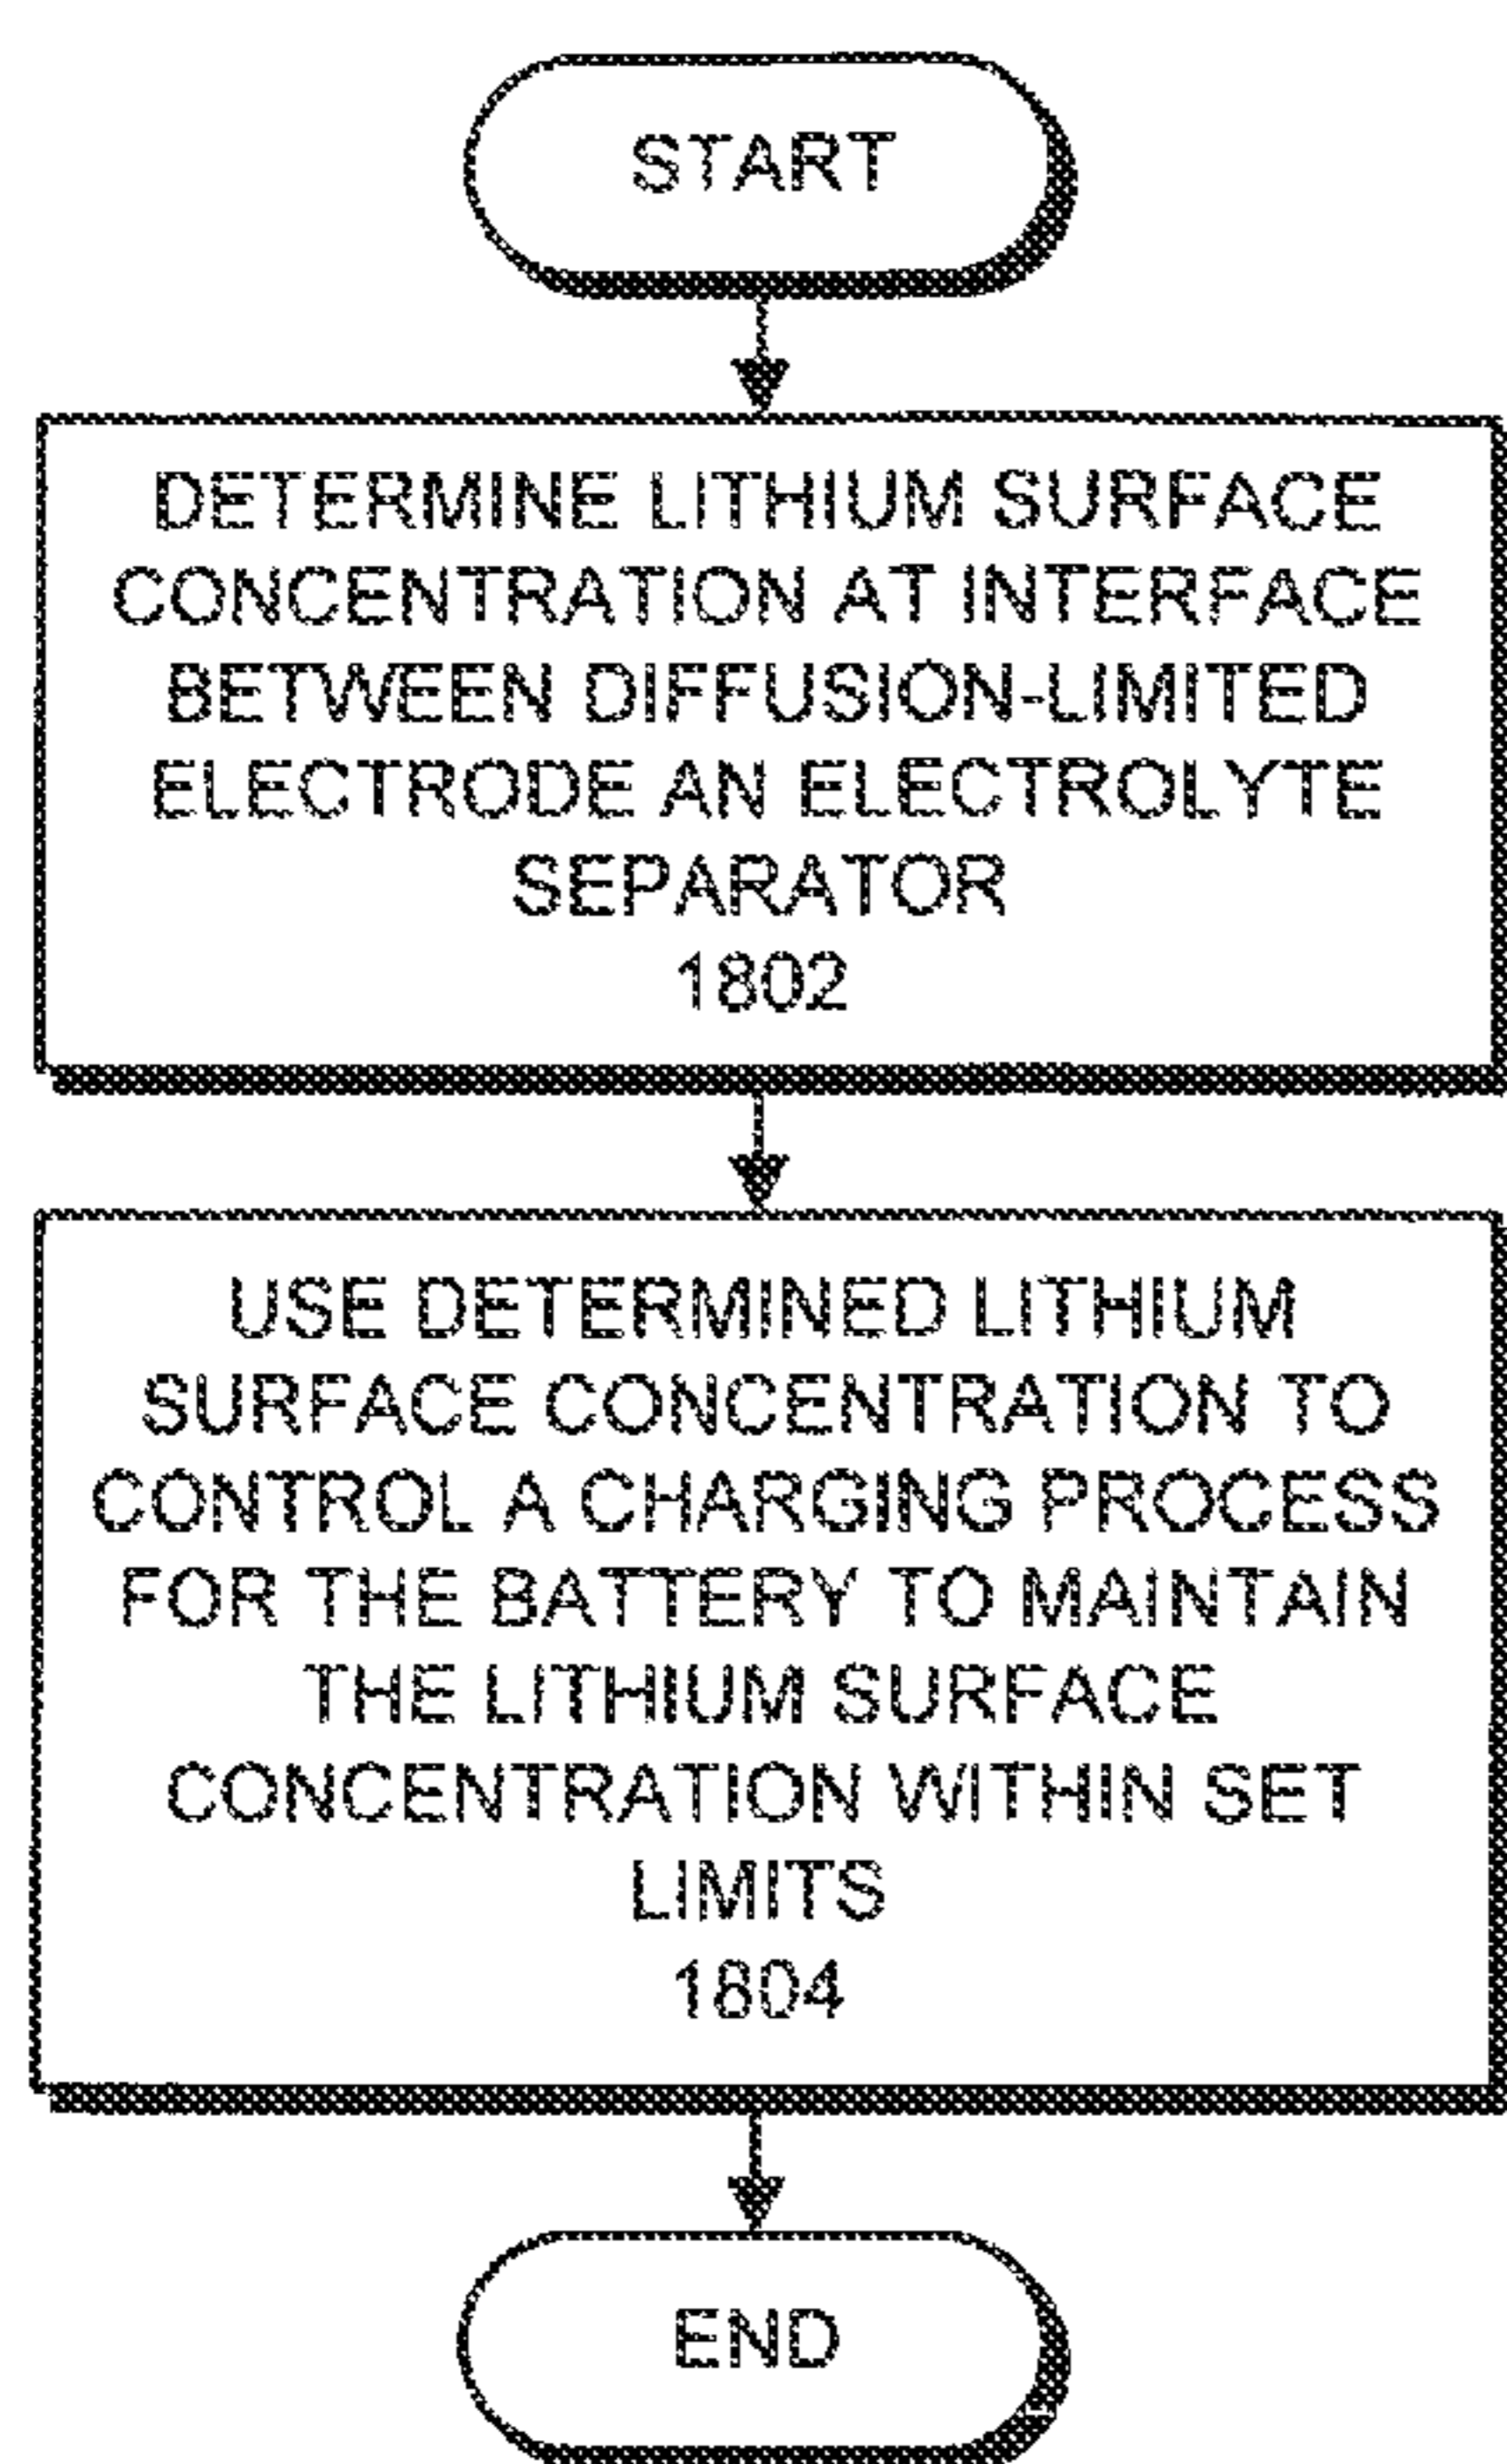 START
DETERMINE LITHIUM SURFACE
CONCENTRATION AT INTERFACE
BETWEEN DIFFUSION-LIMITED
ELECTRODE AN ELECTROLYTE
SEPARATOR
1802
USE DETERMINED LITHIUM
SURFACE CONCENTRATION TO
CONTROL A CHARGING PROCESS
FOR THE BATTERY TO MAINTAIN
THE LITHIUM SURFACE
CONCENTRATION WITHIN SET
LIMITS
1804
END